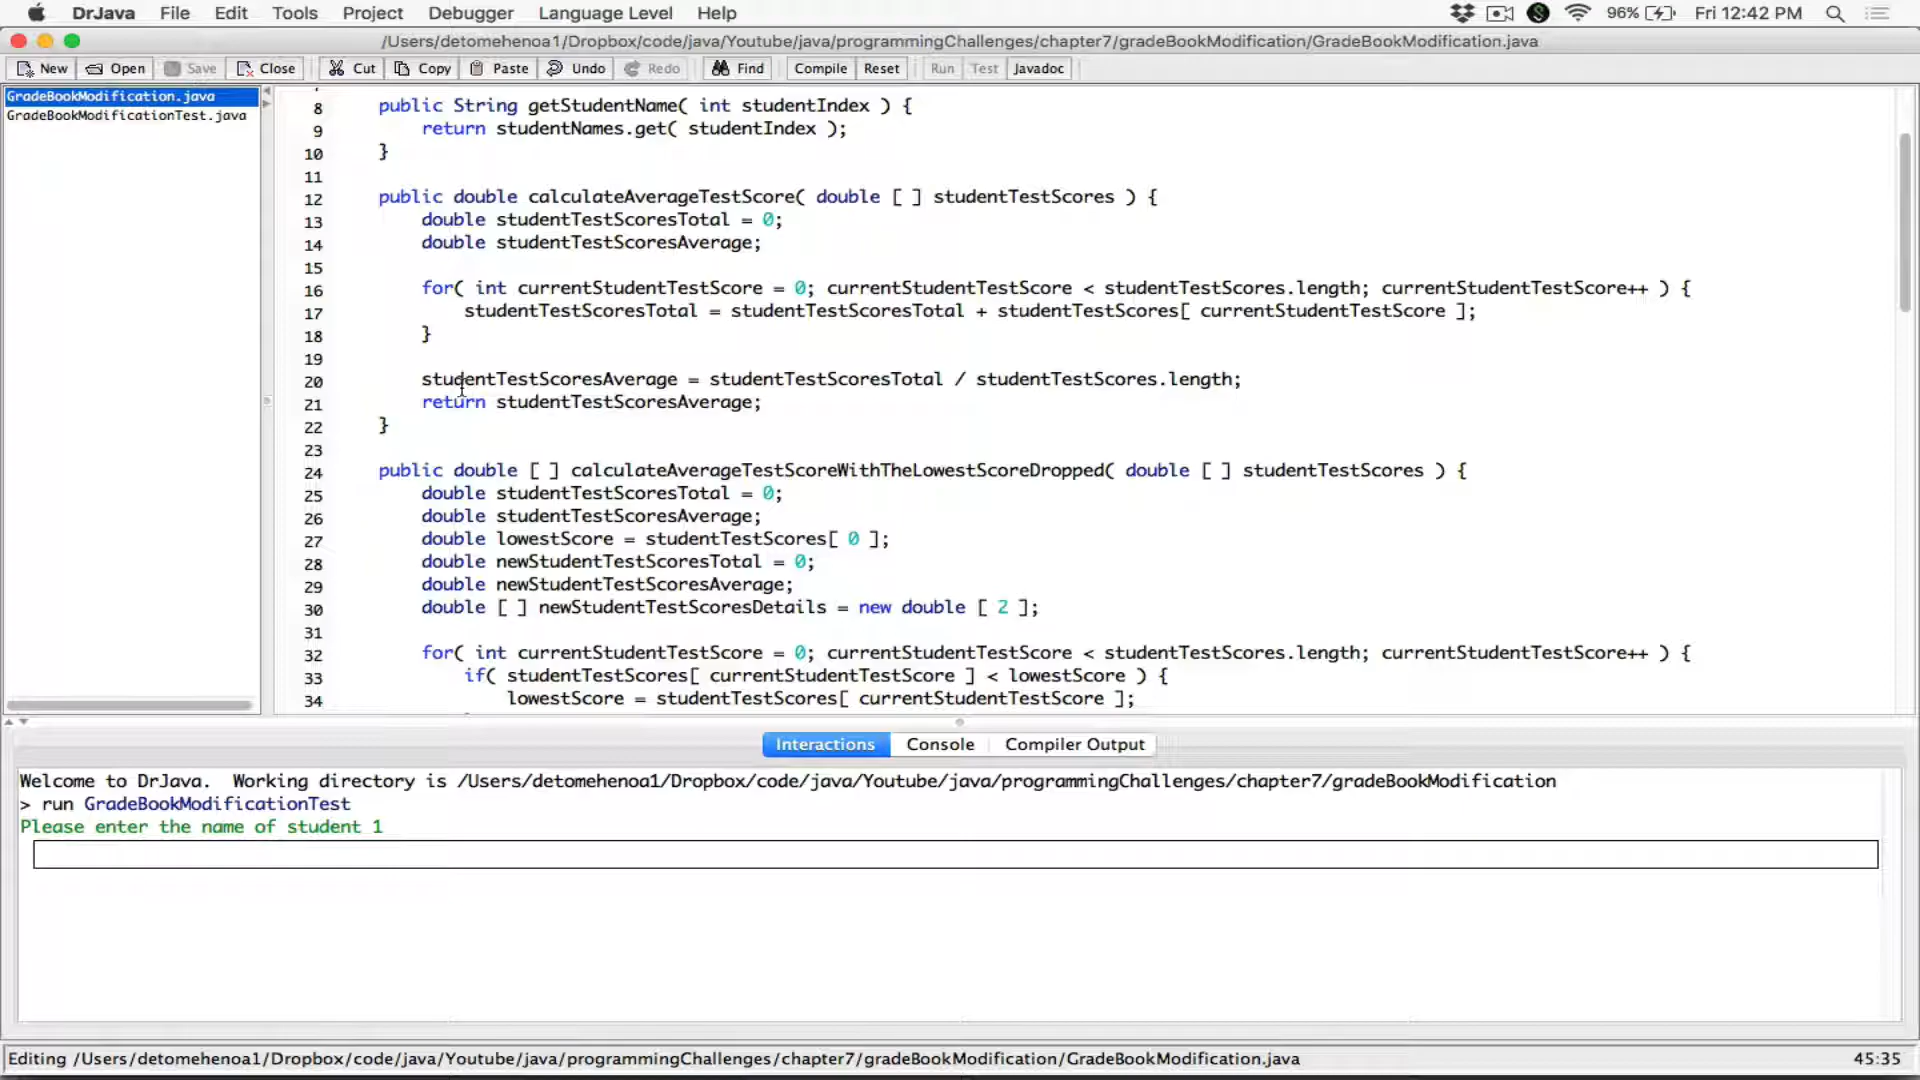 DrJava File Edit Tools Project Debugger Language Level Help 96% Fri 12:42 PM
/Users/detomehenoa1/Dropbox/code/java/Youtube/java/programmingChallenges/chapter7/gradeBookModification/GradeBookModification.java
New Open Save Close Cut Copy Paste Undo Redo Find Compile Reset Run Test Javadoc
GradeBookModification.java
GradeBookModificationTest.java
8 public String getStudentName( int studentIndex ) {
9 return studentNames.get( studentIndex );
10 }
11
12 public double calculateAverageTestScore( double [ ] studentTestScores ) {
13 double studentTestScoresTotal = 0;
14 double studentTestScoresAverage;
15
16 for( int currentStudentTestScore = 0; currentStudentTestScore < studentTestScores.length; currentStudentTestScore++ ) {
17 studentTestScoresTotal = studentTestScoresTotal + studentTestScores[ currentStudentTestScore ];
18 }
19
20 studentTestScoresAverage = studentTestScoresTotal / studentTestScores.length;
21 return studentTestScoresAverage;
22 }
23
24 public double [ ] calculateAverageTestScoreWithTheLowestScoreDropped( double [ ] studentTestScores ) {
25 double studentTestScoresTotal = 0;
26 double studentTestScoresAverage;
27 double lowestScore = studentTestScores[ 0 ];
28 double newStudentTestScoresTotal = 0;
29 double newStudentTestScoresAverage;
30 double [ ] newStudentTestScoresDetails = new double [ 2 ];
31
32 for( int currentStudentTestScore = 0; currentStudentTestScore < studentTestScores.length; currentStudentTestScore++ ) {
33 if( studentTestScores[ currentStudentTestScore ] < lowestScore ) {
34 lowestScore = studentTestScores[ currentStudentTestScore ];
Interactions Console Compiler Output
Welcome to DrJava. Working directory is /Users/detomehenoa1/Dropbox/code/java/Youtube/java/programmingChallenges/chapter7/gradeBookModification
> run GradeBookModificationTest
Please enter the name of student 1
Editing /Users/detomehenoa1/Dropbox/code/java/Youtube/java/programmingChallenges/chapter7/gradeBookModification/GradeBookModification.java 45:35